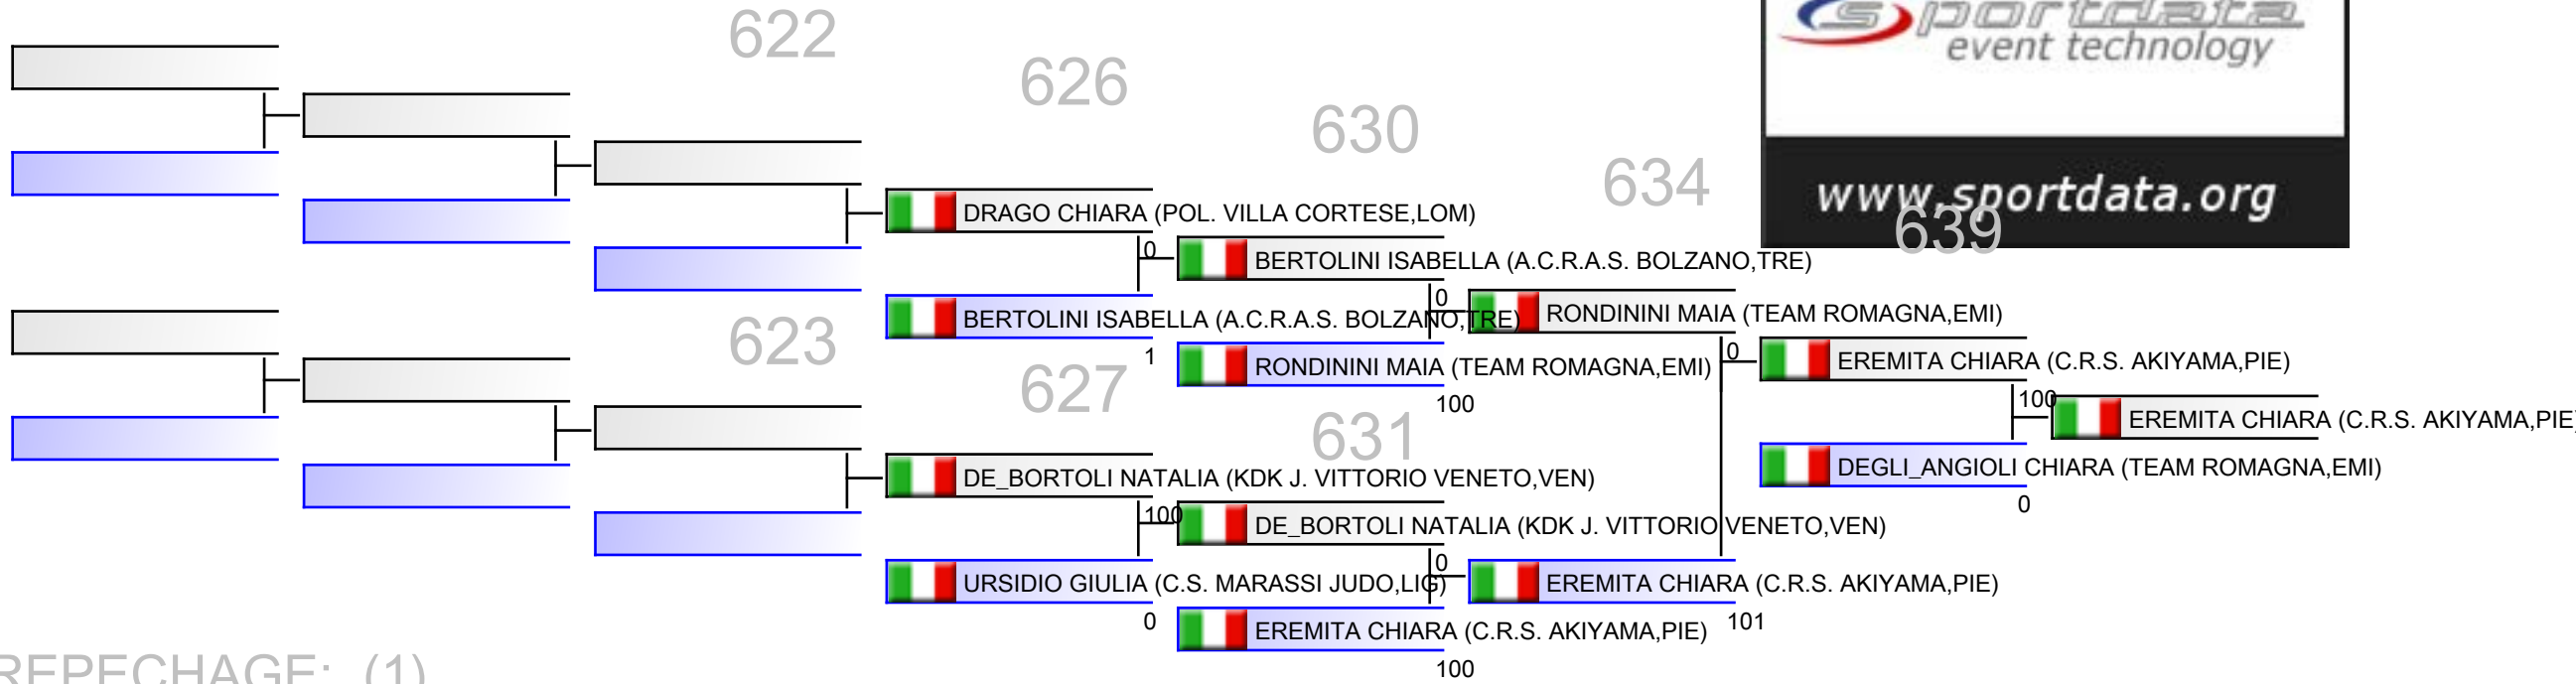 sportdata
event technology
www.sportdata.org
622
626
630
634
639
DRAGO CHIARA (POL. VILLA CORTESE,LOM)
0
BERTOLINI ISABELLA (A.C.R.A.S. BOLZANO,TRE)
BERTOLINI ISABELLA (A.C.R.A.S. BOLZANO,TRE)
1
0
RONDININI MAIA (TEAM ROMAGNA,EMI)
RONDININI MAIA (TEAM ROMAGNA,EMI)
100
0
EREMITA CHIARA (C.R.S. AKIYAMA,PIE)
100
EREMITA CHIARA (C.R.S. AKIYAMA,PIE)
DEGLI_ANGIOLI CHIARA (TEAM ROMAGNA,EMI)
0
623
627
631
DE_BORTOLI NATALIA (KDK J. VITTORIO VENETO,VEN)
100
DE_BORTOLI NATALIA (KDK J. VITTORIO VENETO,VEN)
URSIDIO GIULIA (C.S. MARASSI JUDO,LIG)
0
0
EREMITA CHIARA (C.R.S. AKIYAMA,PIE)
101
EREMITA CHIARA (C.R.S. AKIYAMA,PIE)
100
REPECHAGE: (1)